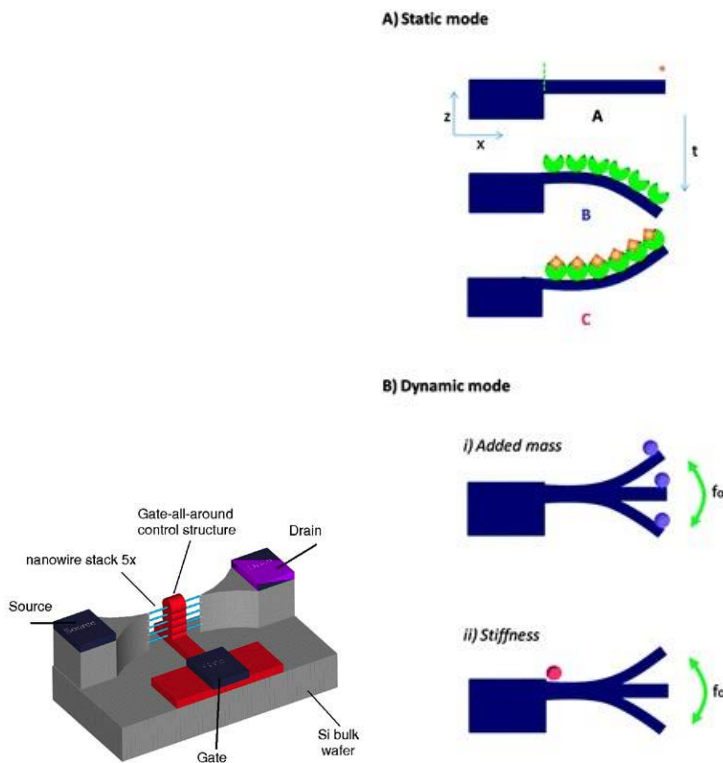 A) Static mode
z
A
x
t
B
C
B) Dynamic mode
i) Added mass
f₀
Gate-all-around
control structure
Drain
nanowire stack 5x
Source
Source
ii) Stiffness
f₀
Si bulk
wafer
Gate